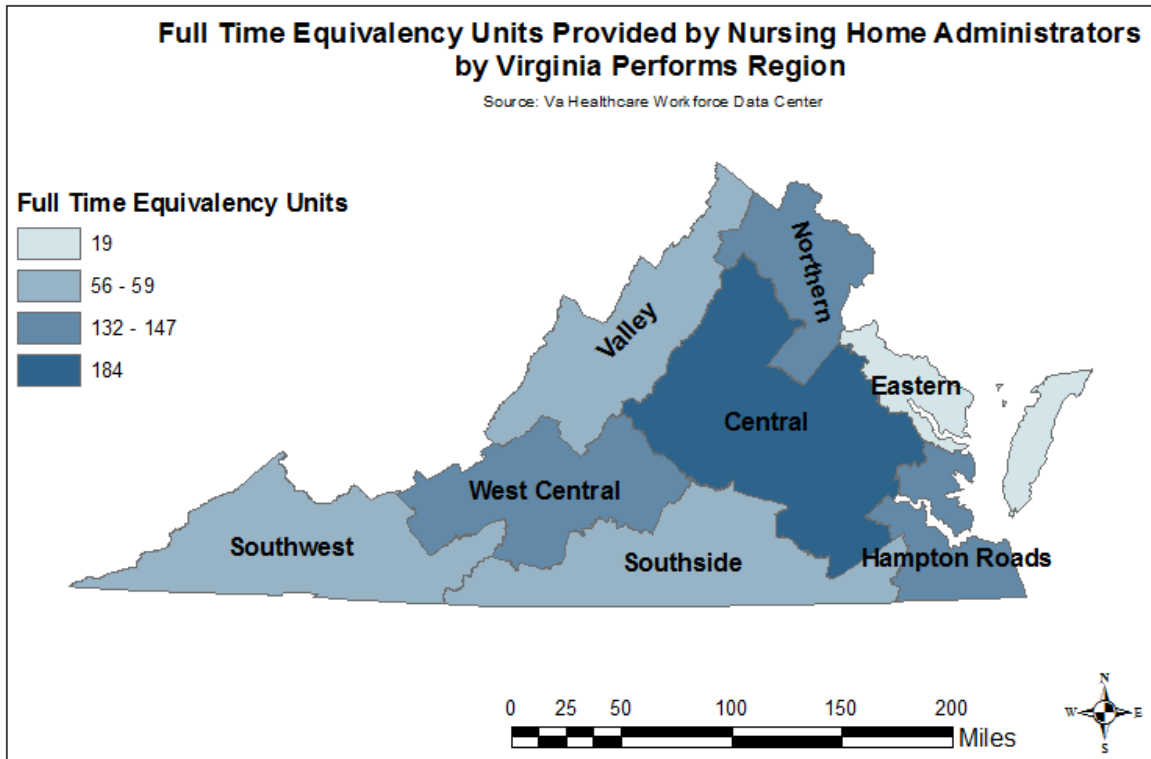 Full Time Equivalency Units Provided by Nursing Home Administrators
by Virginia Performs Region
Source: Va Healthcare Workforce Data Center
Full Time Equivalency Units
19
56 - 59
132 - 147
184
Northern
Valley
Eastern
Central
West Central
Southwest
Southside
Hampton Roads
0 25 50 100 150 200
Miles
N
W E
S